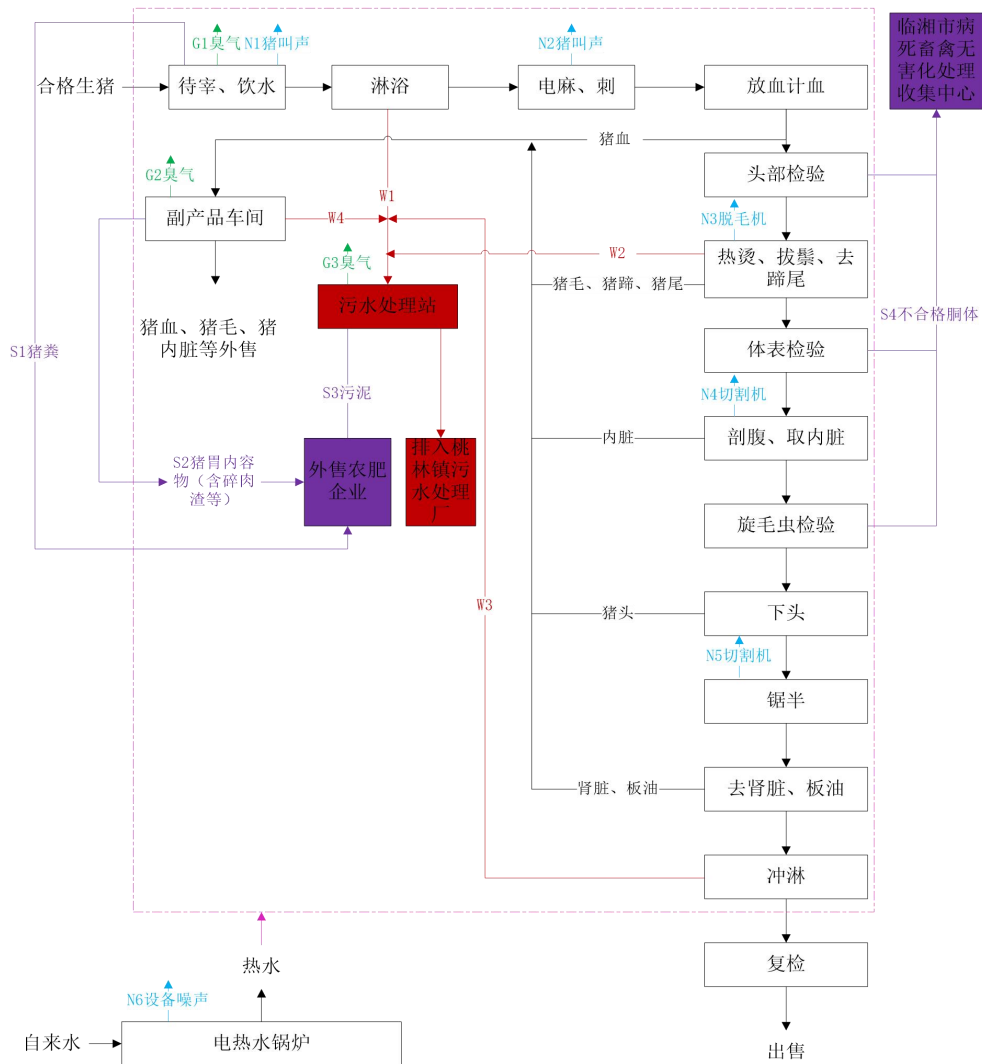 G1臭气
N1猪叫声
N2猪叫声
临湘市病
死畜禽无
害化处理
收集中心
合格生猪
待宰、饮水
淋浴
电麻、刺
放血计血
猪血
头部检验
G2臭气
W1
N3脱毛机
副产品车间
W4
W2
热烫、拔鬃、去
蹄尾
G3臭气
猪毛、猪蹄、猪尾
污水处理站
S4不合格胴体
猪血、猪毛、猪
内脏等外售
S1猪粪
体表检验
S3污泥
N4切割机
内脏
剖腹、取内脏
S2猪胃内容
物（含碎肉
渣等）
外售农肥
企业
排入桃
林镇污
水处理
厂
旋毛虫检验
W3
猪头
下头
N5切割机
锯半
肾脏、板油
去肾脏、板油
冲淋
热水
复检
N6设备噪声
自来水
电热水锅炉
出售